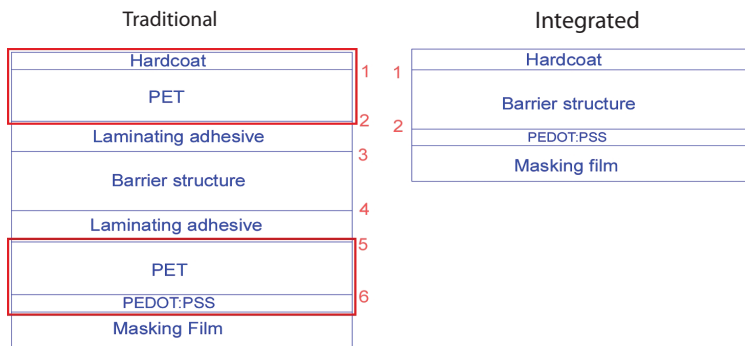 Traditional
Hardcoat
1
PET
2
Laminating adhesive
3
Barrier structure
4
Laminating adhesive
5
PET
6
PEDOT:PSS
Masking Film
Integrated
Hardcoat
1
Barrier structure
2
PEDOT:PSS
Masking film